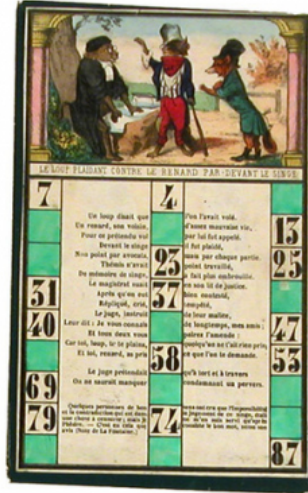 LE LOUP PLAIDANT CONTRE LE RENARD PAR-DEVANT LE SINGE
7 4
Un loup disait que l'on l'avait volé.
Un renard, son voisin, d'assez mauvaise vie, 13
Pour ce prétendu vol par lui fut appelé.
Devant le singe il fut plaidé,
Non point par avocats, 23 mais par chaque partie. 25
Thémis n'avait point travaillé,
De mémoire de singe, à fait plus embrouillé.
31 Le magistrat suait 37 en son lit de justice.
Après qu'on eut bien contesté,
Répliqué, crié, tempêté,
40 Le juge, instruit de leur malice,
Leur dit : Je vous connais de longtemps, mes amis ; 47
Et tous deux vous paîrez l'amende :
Car toi, loup, tu te plains, quoiqu'on ne t'ait rien pris;
Et toi, renard, as pris 58 ce que l'on te demande. 53
Le juge prétendait qu'à tort et à travers
69 On ne saurait manquer condamnant un pervers.
79 Quelques personnes de bon 74
87